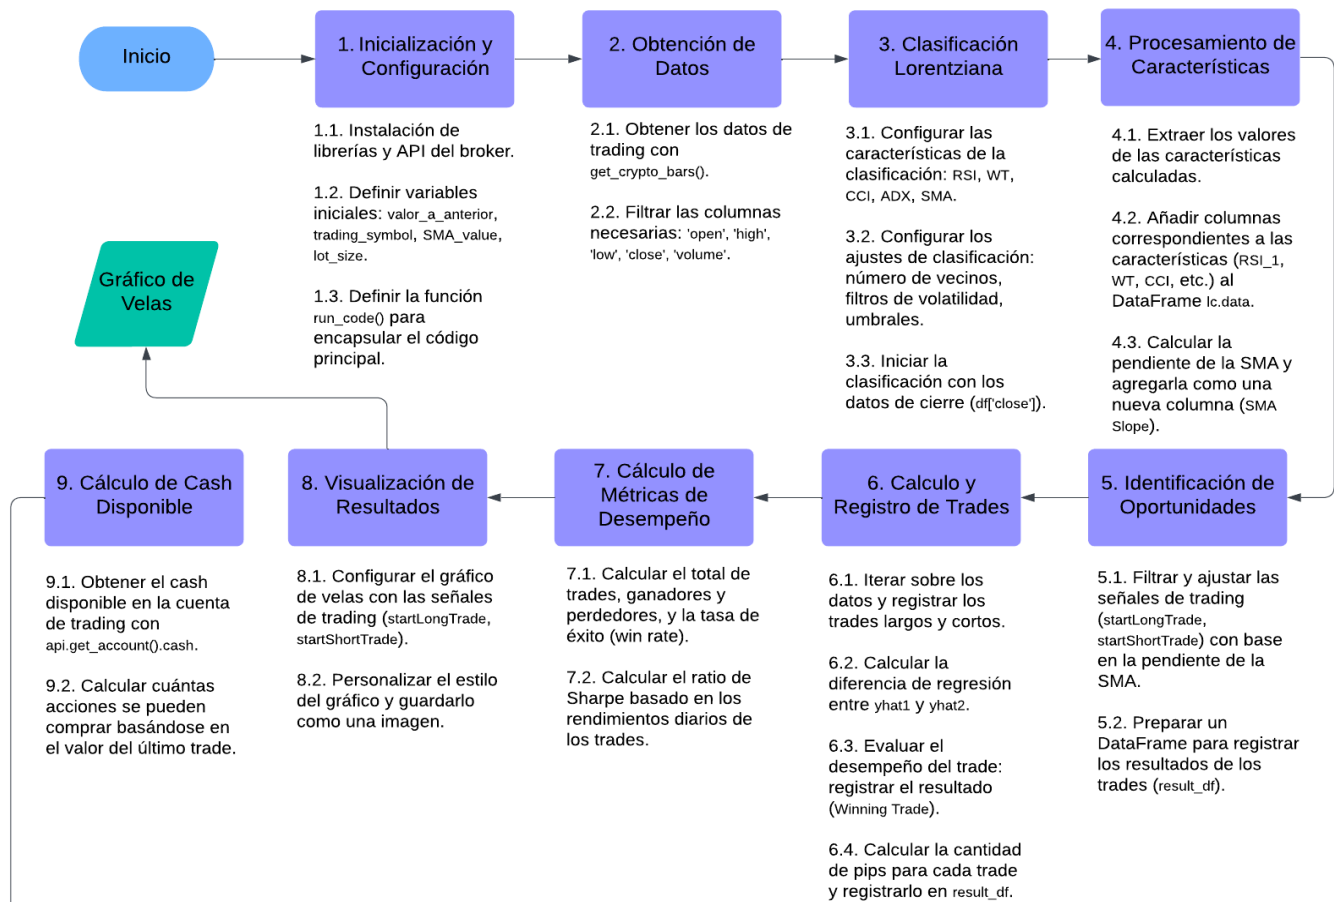 Inicio
1. Inicialización y
Configuración
1.1. Instalación de
librerías y API del broker.
1.2. Definir variables
iniciales: valor_a_anterior,
trading_symbol, SMA_value,
lot_size.
1.3. Definir la función
run_code() para
encapsular el código
principal.
2. Obtención de
Datos
2.1. Obtener los datos de
trading con
get_crypto_bars().
2.2. Filtrar las columnas
necesarias: 'open', 'high',
'low', 'close', 'volume'.
3. Clasificación
Lorentziana
3.1. Configurar las
características de la
clasificación: RSI, WT,
CCI, ADX, SMA.
3.2. Configurar los
ajustes de clasificación:
número de vecinos,
filtros de volatilidad,
umbrales.
3.3. Iniciar la
clasificación con los
datos de cierre (df['close']).
4. Procesamiento de
Características
4.1. Extraer los valores
de las características
calculadas.
4.2. Añadir columnas
correspondientes a las
características (RSI_1,
WT, CCI, etc.) al
DataFrame lc.data.
4.3. Calcular la
pendiente de la SMA y
agregarla como una
nueva columna (SMA
Slope).
5. Identificación de
Oportunidades
5.1. Filtrar y ajustar las
señales de trading
(startLongTrade,
startShortTrade) con base
en la pendiente de la
SMA.
5.2. Preparar un
DataFrame para registrar
los resultados de los
trades (result_df).
6. Calculo y
Registro de Trades
6.1. Iterar sobre los
datos y registrar los
trades largos y cortos.
6.2. Calcular la
diferencia de regresión
entre yhat1 y yhat2.
6.3. Evaluar el
desempeño del trade:
registrar el resultado
(Winning Trade).
6.4. Calcular la cantidad
de pips para cada trade
y registrarlo en result_df.
7. Cálculo de
Métricas de
Desempeño
7.1. Calcular el total de
trades, ganadores y
perdedores, y la tasa de
éxito (win rate).
7.2. Calcular el ratio de
Sharpe basado en los
rendimientos diarios de
los trades.
8. Visualización de
Resultados
8.1. Configurar el gráfico
de velas con las señales
de trading (startLongTrade,
startShortTrade).
8.2. Personalizar el estilo
del gráfico y guardarlo
como una imagen.
Gráfico de
Velas
9. Cálculo de Cash
Disponible
9.1. Obtener el cash
disponible en la cuenta
de trading con
api.get_account().cash.
9.2. Calcular cuántas
acciones se pueden
comprar basándose en
el valor del último trade.